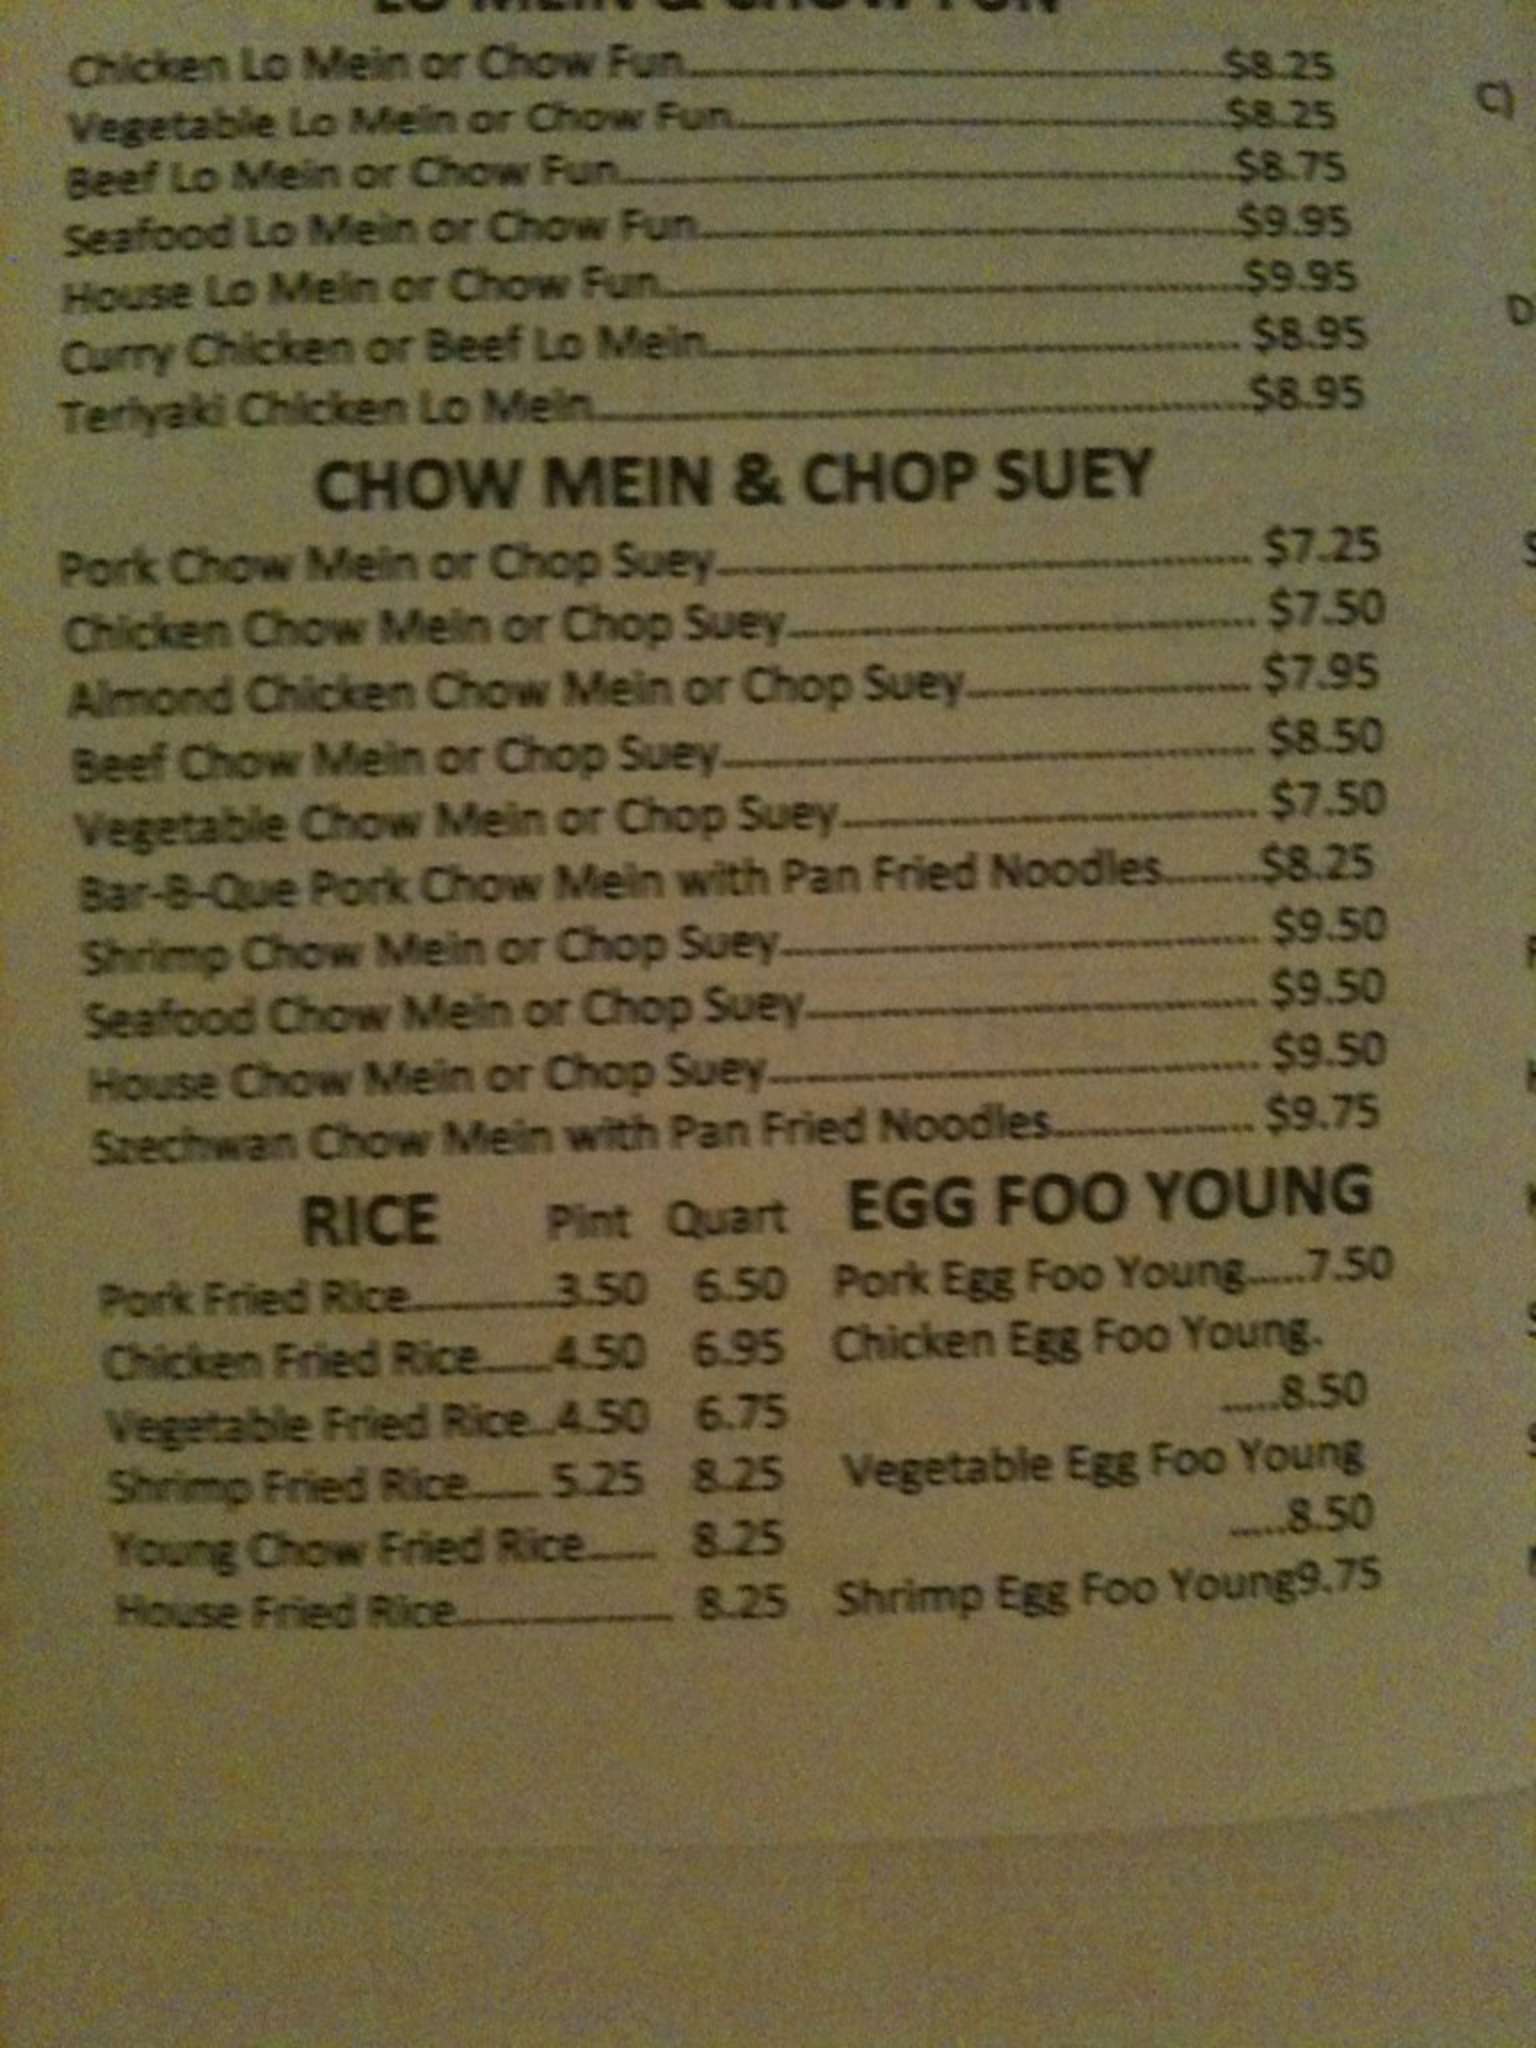 LO MEIN & CHOW FUN
Chicken Lo Mein or Chow Fun....$8.25
Vegetable Lo Mein or Chow Fun....$8.25
Beef Lo Mein or Chow Fun....$8.75
Seafood Lo Mein or Chow Fun....$9.95
House Lo Mein or Chow Fun....$9.95
Curry Chicken or Beef Lo Mein.... $8.95
Teriyaki Chicken Lo Mein....$8.95
CHOW MEIN & CHOP SUEY
Pork Chow Mein or Chop Suey.... $7.25
Chicken Chow Mein or Chop Suey.... $7.50
Almond Chicken Chow Mein or Chop Suey.... $7.95
Beef Chow Mein or Chop Suey.... $8.50
Vegetable Chow Mein or Chop Suey.... $7.50
Bar-B-Que Pork Chow Mein with Pan Fried Noodles....$8.25
Shrimp Chow Mein or Chop Suey.... $9.50
Seafood Chow Mein or Chop Suey.... $9.50
House Chow Mein or Chop Suey.... $9.50
Szechwan Chow Mein with Pan Fried Noodles.... $9.75
RICE Pint Quart
Pork Fried Rice....3.50 6.50
Chicken Fried Rice....4.50 6.95
Vegetable Fried Rice...4.50 6.75
Shrimp Fried Rice.... 5.25 8.25
Young Chow Fried Rice.... 8.25
House Fried Rice.... 8.25
EGG FOO YOUNG
Pork Egg Foo Young.....7.50
Chicken Egg Foo Young.
.....8.50
Vegetable Egg Foo Young
.....8.50
Shrimp Egg Foo Young9.75
C)
D